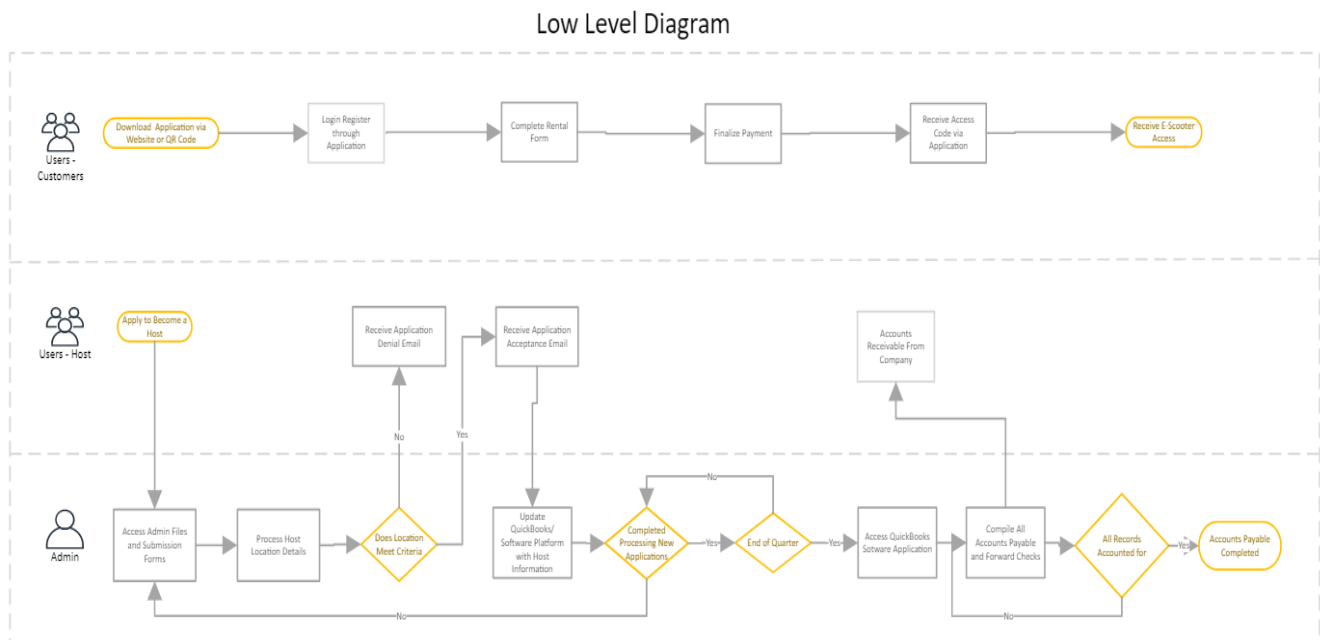 Low Level Diagram
Users -
Customers
Download Application via
Website or QR Code
Login Register
through
Application
Complete Rental
Form
Finalize Payment
Receive Access
Code via
Application
Receive E-Scooter
Access
Users - Host
Apply to Become a
Host
Receive Application
Denial Email
Receive Application
Acceptance Email
Accounts
Receivable From
Company
No
Yes
Admin
Access Admin Files
and Submission
Forms
Process Host
Location Details
Does Location
Meet Criteria
Update
QuickBooks/
Software Platform
with Host
Information
Completed
Processing New
Applications
No
Yes
End of Quarter
Yes
Access QuickBooks
Sotware Application
Compile All
Accounts Payable
and Forward Checks
All Records
Accounted for
Yes
Accounts Payable
Completed
No
No